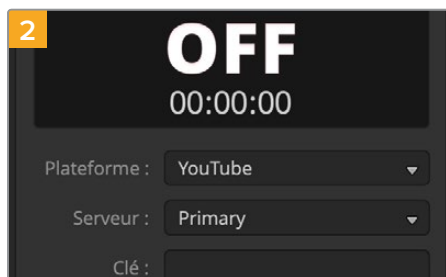 2
OFF
00:00:00
Plateforme : YouTube
Serveur : Primary
Clé :